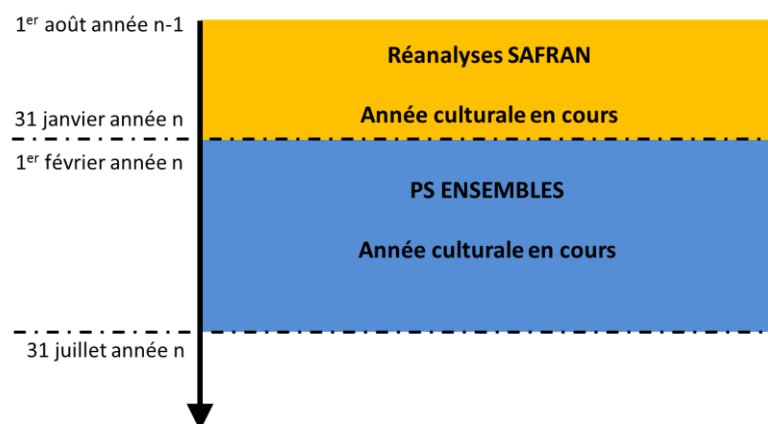 1er août année n-1
Réanalyses SAFRAN
Année culturale en cours
31 janvier année n
1er février année n
PS ENSEMBLES
Année culturale en cours
31 juillet année n